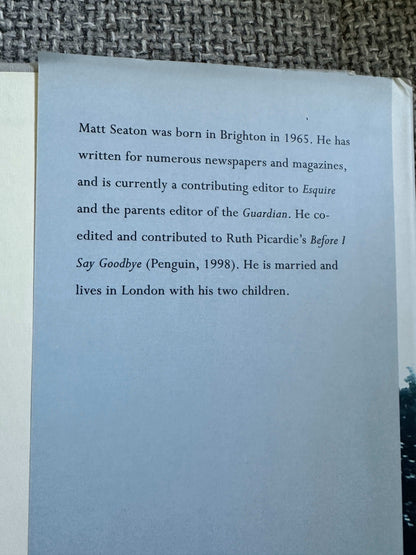 Matt Seaton was born in Brighton in 1965. He has
written for numerous newspapers and magazines,
and is currently a contributing editor to Esquire
and the parents editor of the Guardian. He co-
edited and contributed to Ruth Picardie's Before I
Say Goodbye (Penguin, 1998). He is married and
lives in London with his two children.